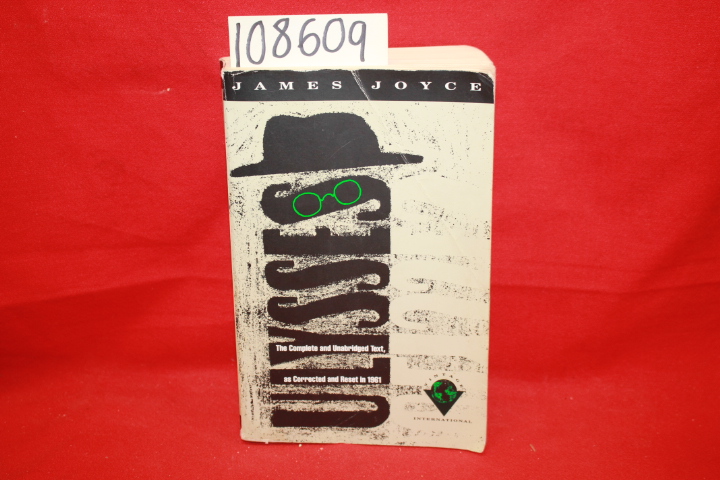 108609
JAMES JOYCE
ULYSSES
The Complete and Unabridged Text,
as Corrected and Reset in 1961
INTERNATIONAL